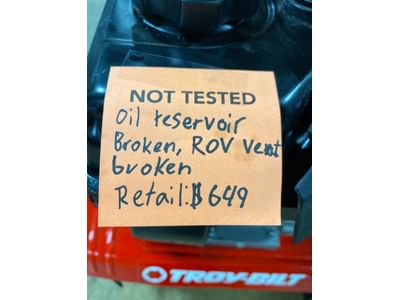 NOT TESTED
Oil reservoir
Broken, ROV vent
broken
Retail: $649
TROY-BILT